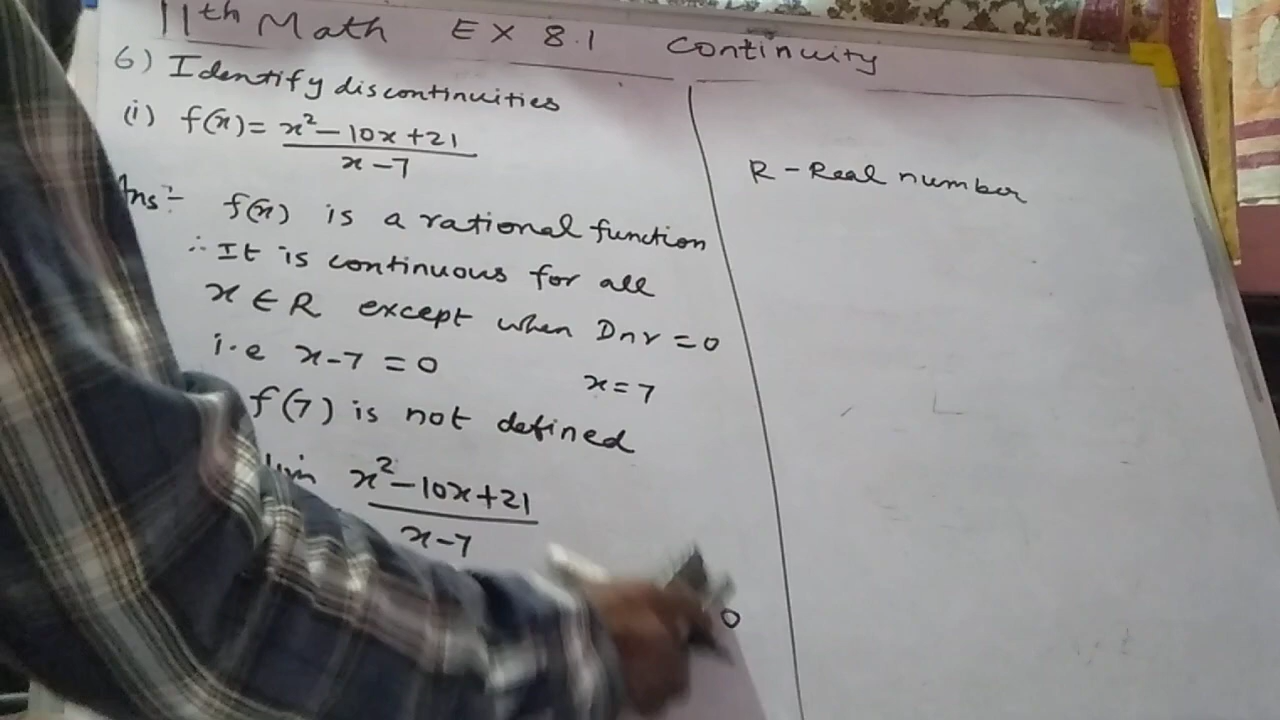 11th Math EX 8.1 Continuity
6) Identify discontinuities
(i) f(x) = x² – 10x + 21
x – 7
Ans :- f(x) is a rational function
∴ It is continuous for all
x ∈ R except when Dnr = 0
i.e x – 7 = 0 x = 7
f(7) is not defined
lim x² – 10x + 21
x – 7
0
R – Real number